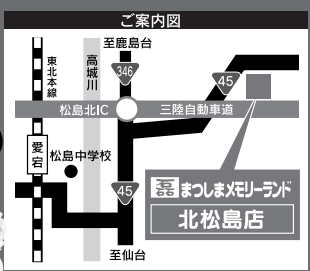 ご案内図
至鹿島台
東北本線
高城川
346
45
松島北IC
三陸自動車道
愛宕
松島中学校
45
まつしまメモリーランド
北松島店
至仙台